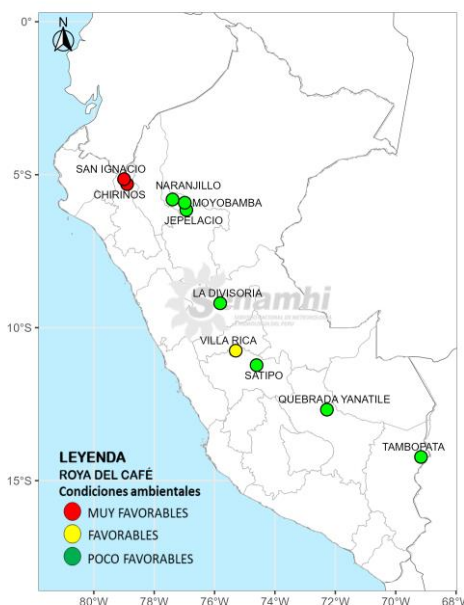 N
0°
SAN IGNACIO
5°S
CHIRINOS
NARANJILLO
MOYOBAMBA
JEPELACIO
LA DIVISORIA
Senamhi
10°S
VILLA RICA
SATIPO
QUEBRADA YANATILE
TAMBOPATA
15°S
LEYENDA
ROYA DEL CAFÉ
Condiciones ambientales
MUY FAVORABLES
FAVORABLES
POCO FAVORABLES
80°W 78°W 76°W 74°W 72°W 70°W 68°W